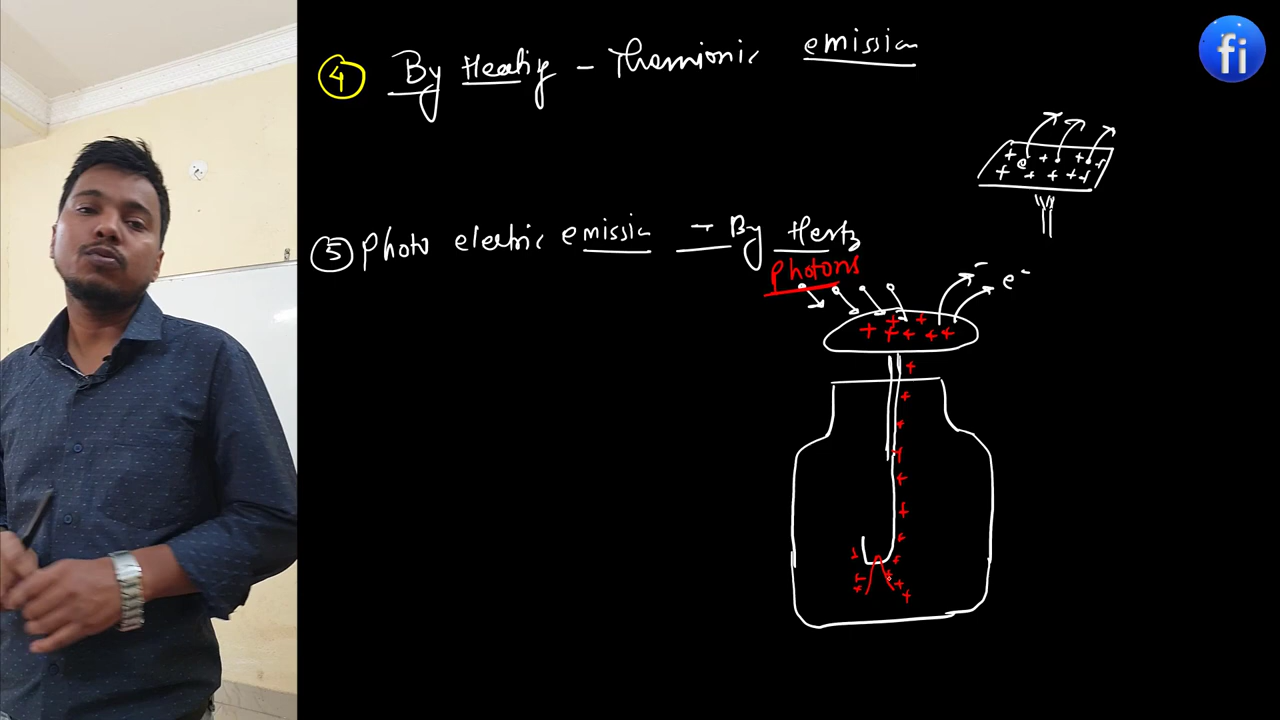 fi
④ By Heating - Thermionic emission
+ e + + + + + + + +
⑤ Photo electric emission - By Hertz
Photons
- e-
+ + + + + + +
+
+
+
+
+
+
+
+
+ +
+ +
+